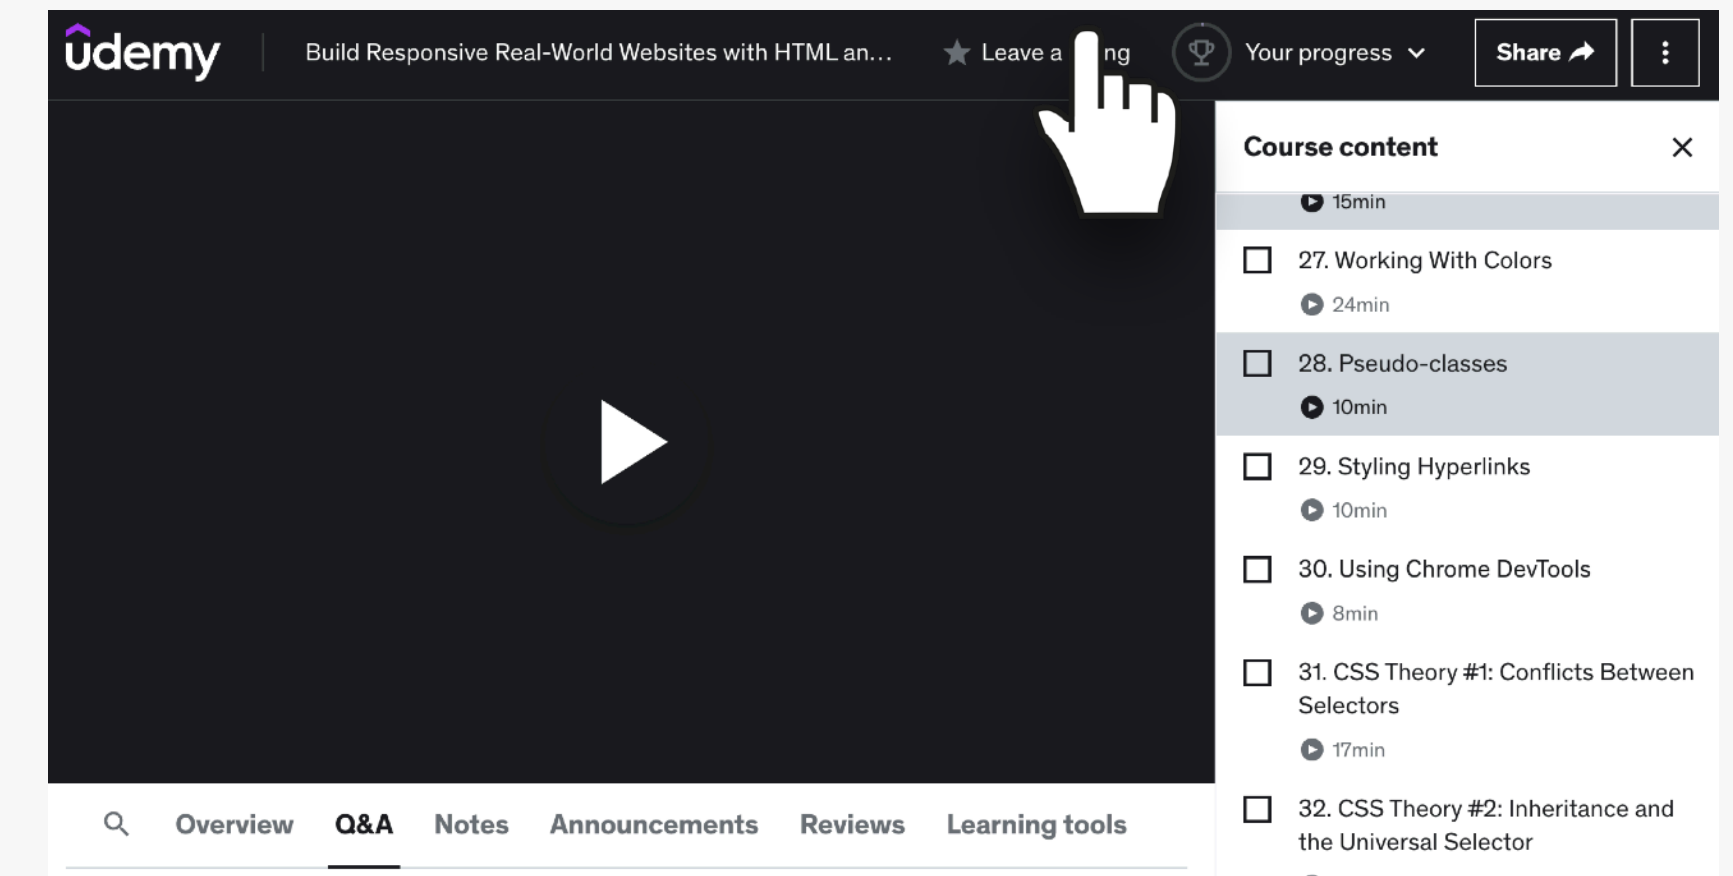 ûdemy
Build Responsive Real-World Websites with HTML an...
Leave a
Your progress
Share
Course content
15min
27. Working With Colors
24min
28. Pseudo-classes
10min
29. Styling Hyperlinks
10min
30. Using Chrome DevTools
8min
31. CSS Theory #1: Conflicts Between
Selectors
17min
32. CSS Theory #2: Inheritance and
the Universal Selector
Overview
Q&A
Notes
Announcements
Reviews
Learning tools